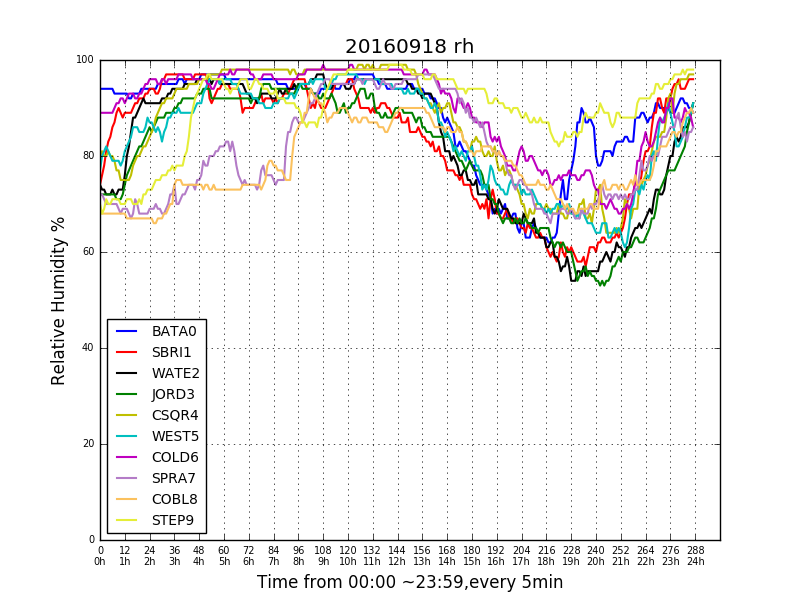 20160918 rh
100
80
60
40
20
0
Relative Humidity %
BATA0
SBRI1
WATE2
JORD3
CSQR4
WEST5
COLD6
SPRA7
COBL8
STEP9
0 12 24 36 48 60 72 84 96 108 120 132 144 156 168 180 192 204 216 228 240 252 264 276 288
0h 1h 2h 3h 4h 5h 6h 7h 8h 9h 10h 11h 12h 13h 14h 15h 16h 17h 18h 19h 20h 21h 22h 23h 24h
Time from 00:00 ~23:59,every 5min